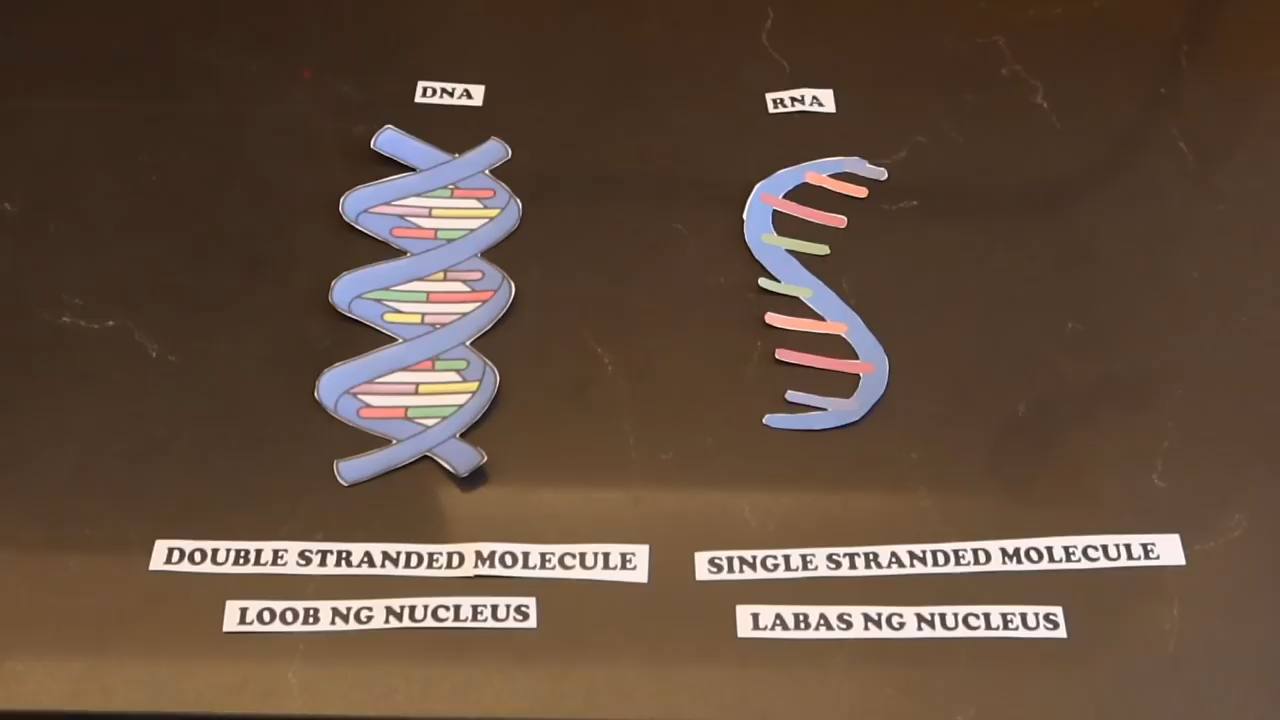 DNA
RNA
DOUBLE STRANDED MOLECULE
SINGLE STRANDED MOLECULE
LOOB NG NUCLEUS
LABAS NG NUCLEUS